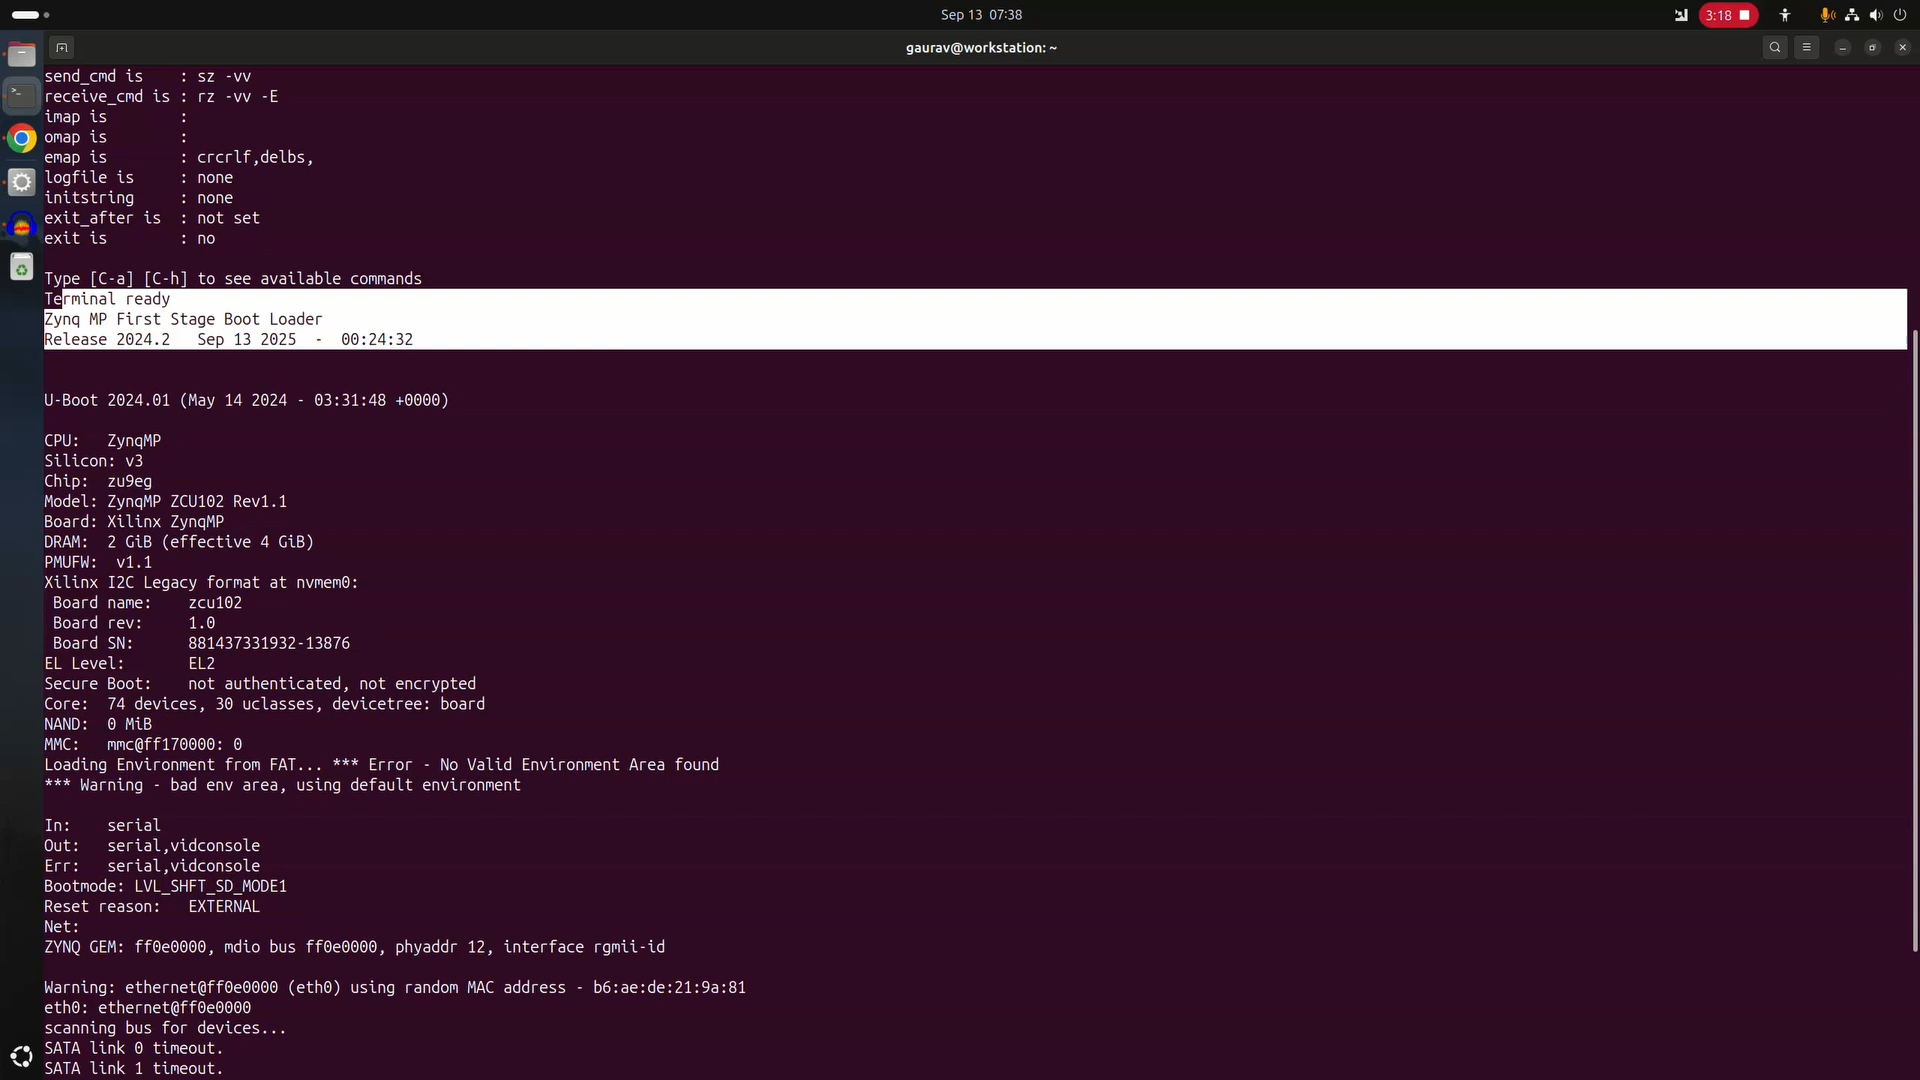 Sep 13 07:38
3:18
gaurav@workstation: ~
send_cmd is    : sz -vv
receive_cmd is : rz -vv -E
imap is        :
omap is        :
emap is        : crcrlf,delbs,
logfile is     : none
initstring     : none
exit_after is  : not set
exit is        : no
Type [C-a] [C-h] to see available commands
Terminal ready
Zynq MP First Stage Boot Loader
Release 2024.2   Sep 13 2025  -  00:24:32
U-Boot 2024.01 (May 14 2024 - 03:31:48 +0000)
CPU:   ZynqMP
Silicon: v3
Chip:  zu9eg
Model: ZynqMP ZCU102 Rev1.1
Board: Xilinx ZynqMP
DRAM:  2 GiB (effective 4 GiB)
PMUFW:  v1.1
Xilinx I2C Legacy format at nvmem0:
 Board name:    zcu102
 Board rev:     1.0
 Board SN:      881437331932-13876
EL Level:       EL2
Secure Boot:    not authenticated, not encrypted
Core:  74 devices, 30 uclasses, devicetree: board
NAND:  0 MiB
MMC:   mmc@ff170000: 0
Loading Environment from FAT... *** Error - No Valid Environment Area found
*** Warning - bad env area, using default environment
In:    serial
Out:   serial,vidconsole
Err:   serial,vidconsole
Bootmode: LVL_SHFT_SD_MODE1
Reset reason:   EXTERNAL
Net:
ZYNQ GEM: ff0e0000, mdio bus ff0e0000, phyaddr 12, interface rgmii-id
Warning: ethernet@ff0e0000 (eth0) using random MAC address - b6:ae:de:21:9a:81
eth0: ethernet@ff0e0000
scanning bus for devices...
SATA link 0 timeout.
SATA link 1 timeout.